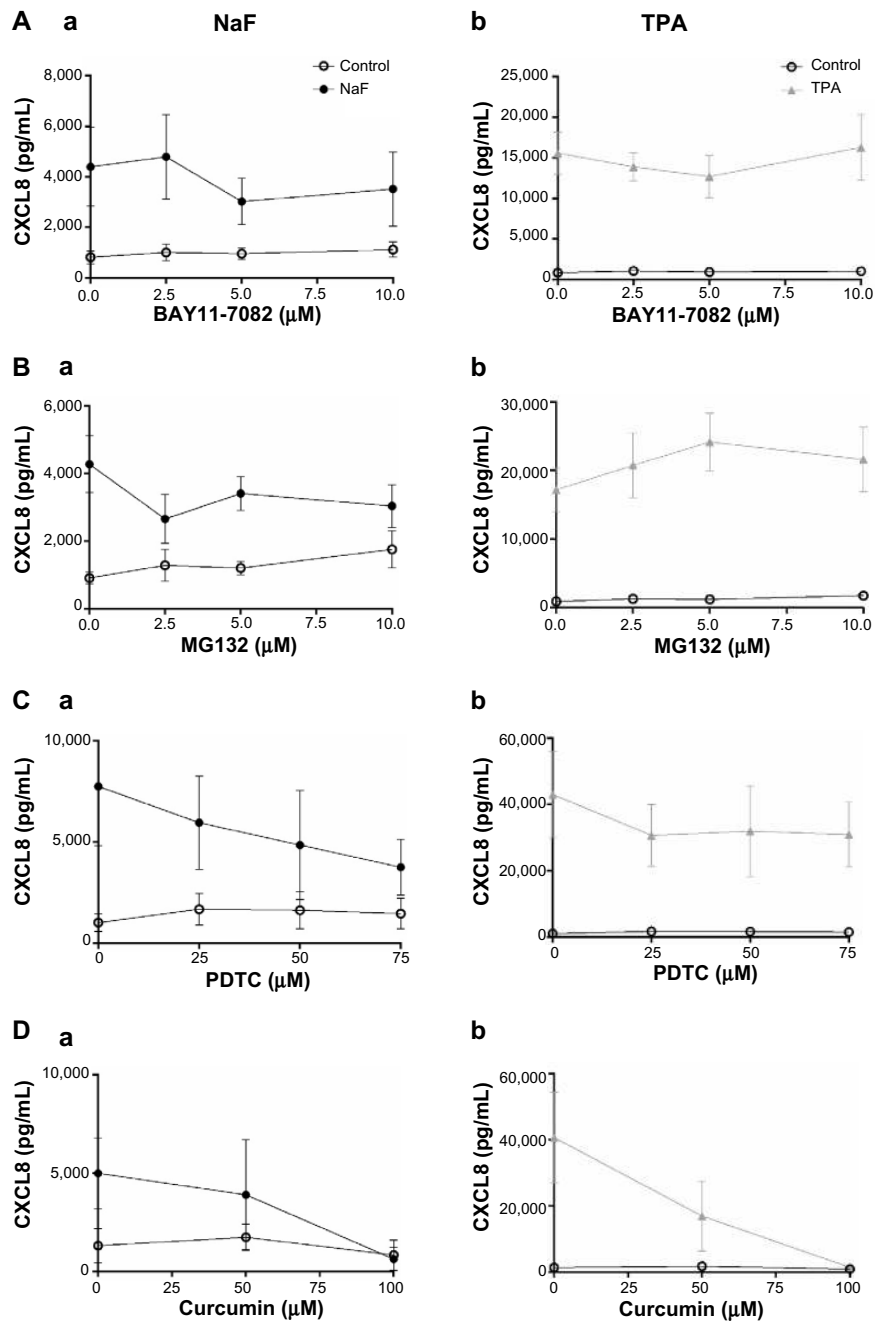 A a NaF
Control
NaF
CXCL8 (pg/mL)
8,000
6,000
4,000
2,000
0
0.0 2.5 5.0 7.5 10.0
BAY11-7082 (μM)
b TPA
Control
TPA
CXCL8 (pg/mL)
25,000
20,000
15,000
10,000
5,000
0
0.0 2.5 5.0 7.5 10.0
BAY11-7082 (μM)
B a
CXCL8 (pg/mL)
6,000
4,000
2,000
0
0.0 2.5 5.0 7.5 10.0
MG132 (μM)
b
CXCL8 (pg/mL)
30,000
20,000
10,000
0
0.0 2.5 5.0 7.5 10.0
MG132 (μM)
C a
CXCL8 (pg/mL)
10,000
5,000
0
0 25 50 75
PDTC (μM)
b
CXCL8 (pg/mL)
60,000
40,000
20,000
0
0 25 50 75
PDTC (μM)
D a
CXCL8 (pg/mL)
10,000
5,000
0
0 25 50 75 100
Curcumin (μM)
b
CXCL8 (pg/mL)
60,000
40,000
20,000
0
0 25 50 75 100
Curcumin (μM)